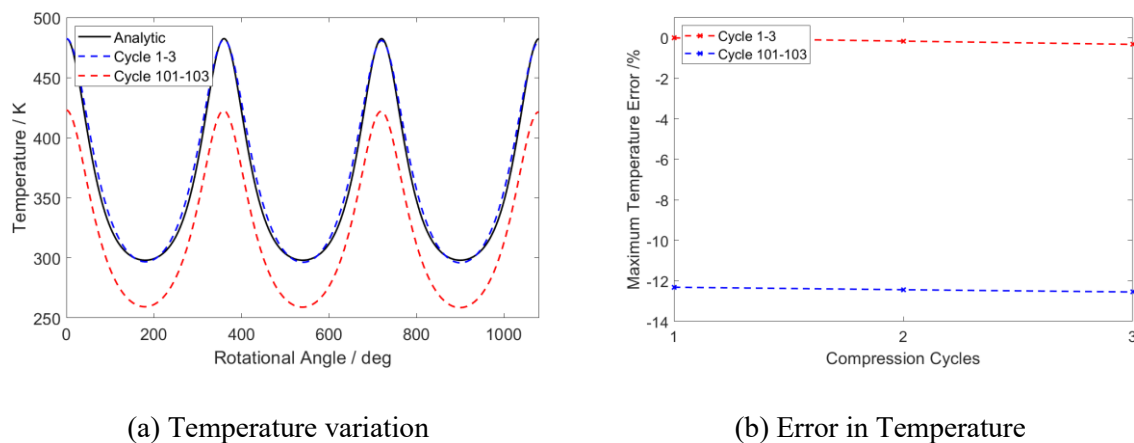 500
450
400
350
300
250
Temperature / K
Analytic
Cycle 1-3
Cycle 101-103
0
200
400
600
800
1000
Rotational Angle / deg
(a) Temperature variation
0
-2
-4
-6
-8
-10
-12
-14
Maximum Temperature Error /%
Cycle 1-3
Cycle 101-103
1
2
3
Compression Cycles
(b) Error in Temperature